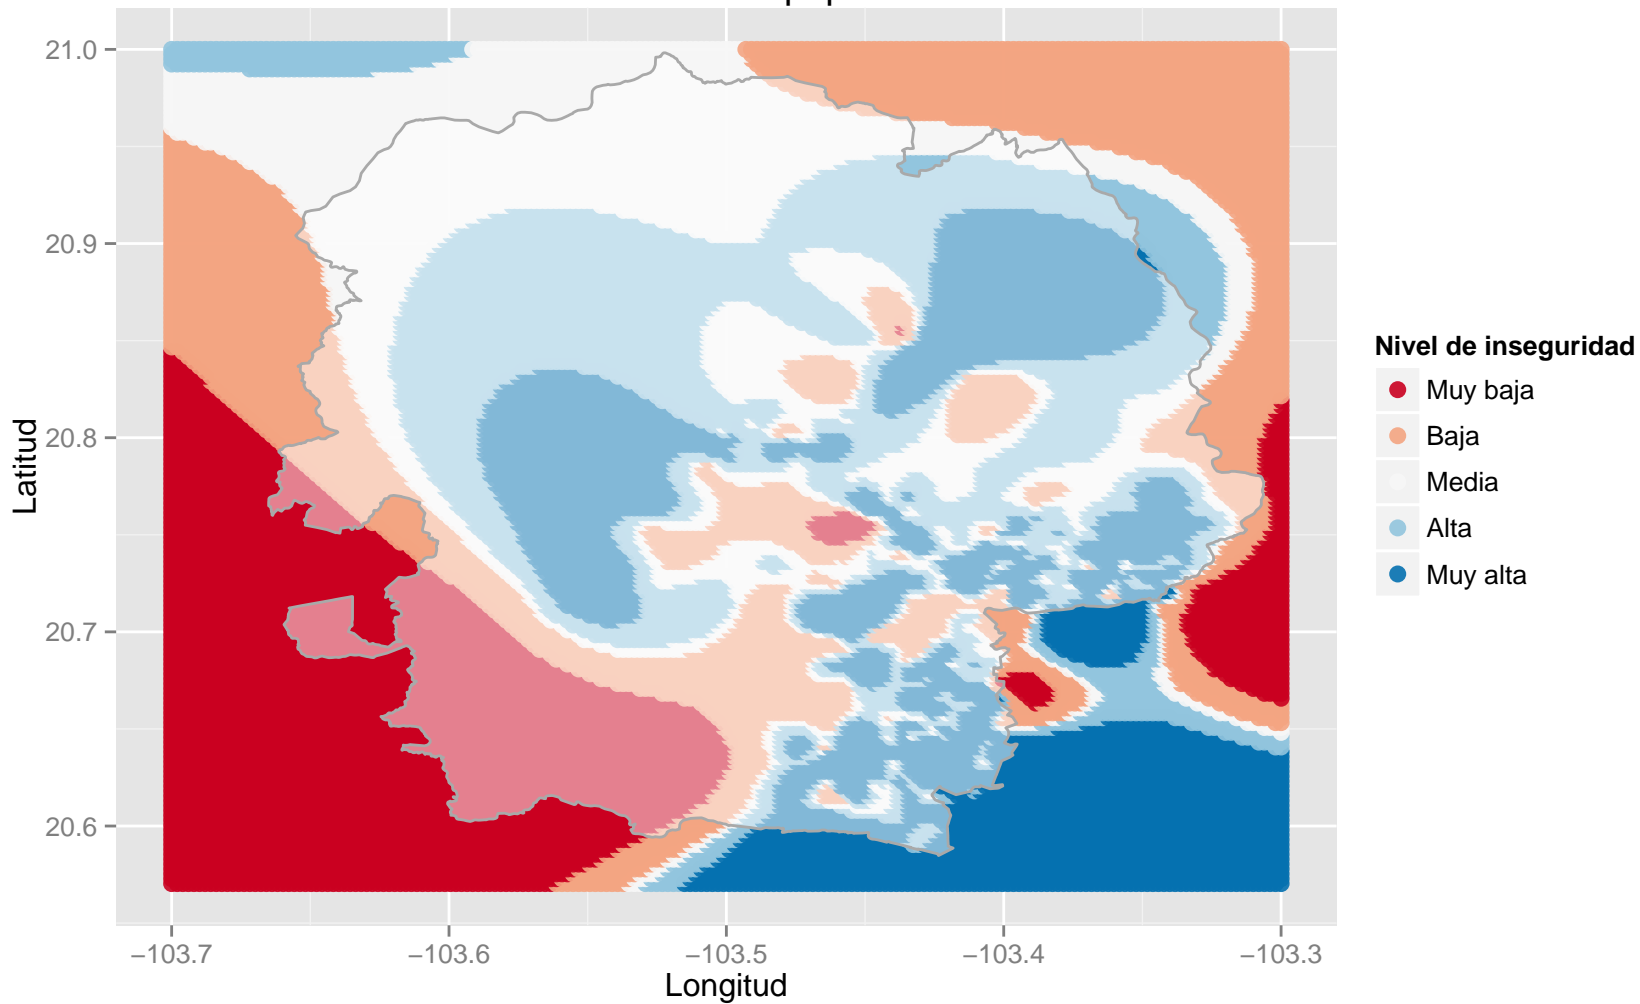 21.0
20.9
20.8
20.7
20.6
Latitud
−103.7
−103.6
−103.5
−103.4
−103.3
Longitud
Nivel de inseguridad
Muy baja
Baja
Media
Alta
Muy alta